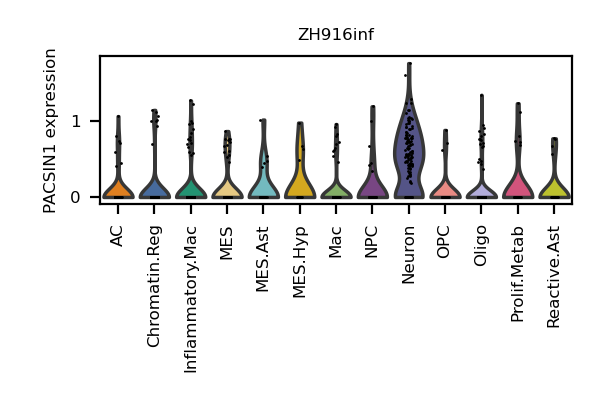 ZH916inf
PACSIN1 expression
1
0
AC
Chromatin.Reg
Inflammatory.Mac
MES
MES.Ast
MES.Hyp
Mac
NPC
Neuron
OPC
Oligo
Prolif.Metab
Reactive.Ast